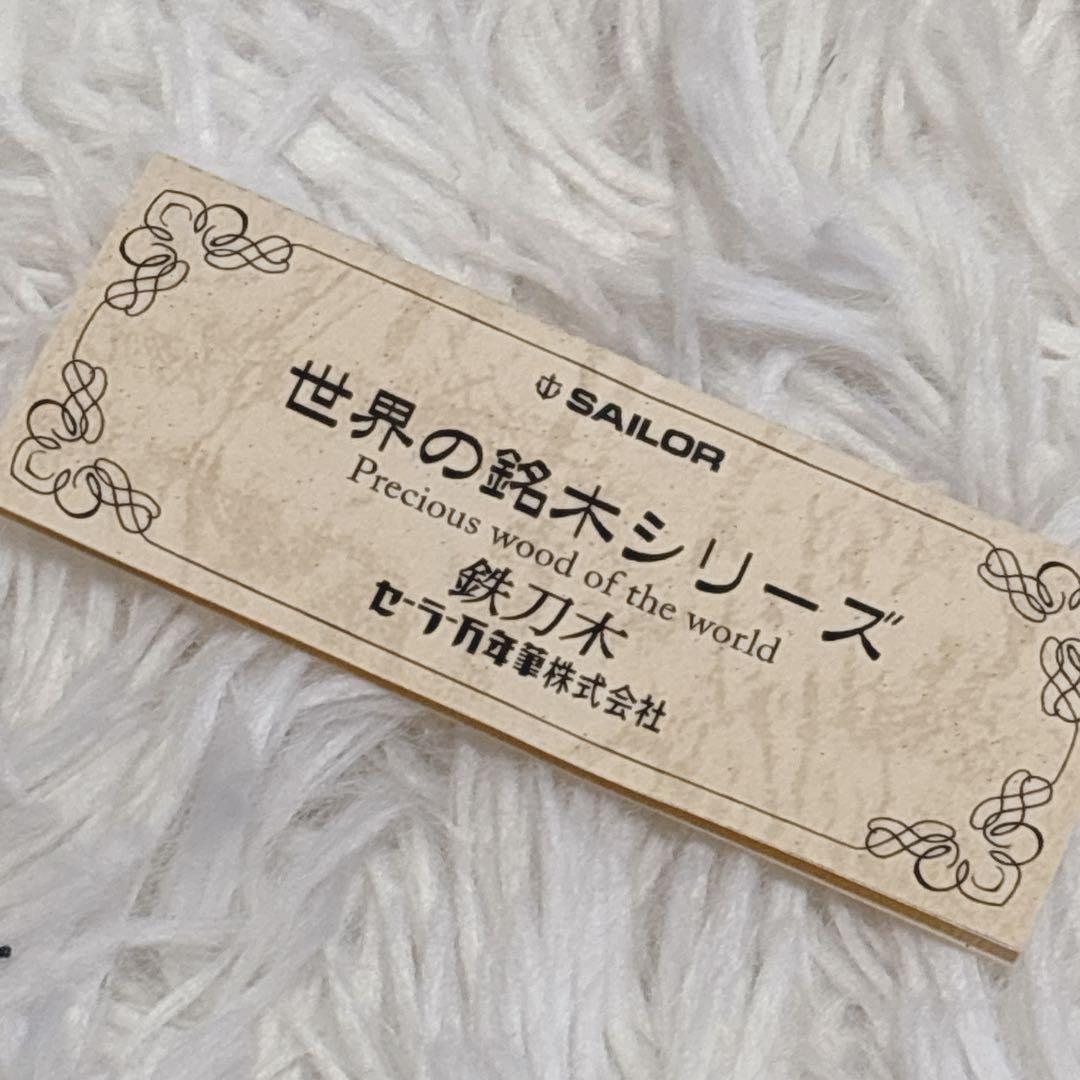 SAILOR
世界の銘木シリーズ
Precious wood of the world
鉄刀木
セーラー万年筆株式会社